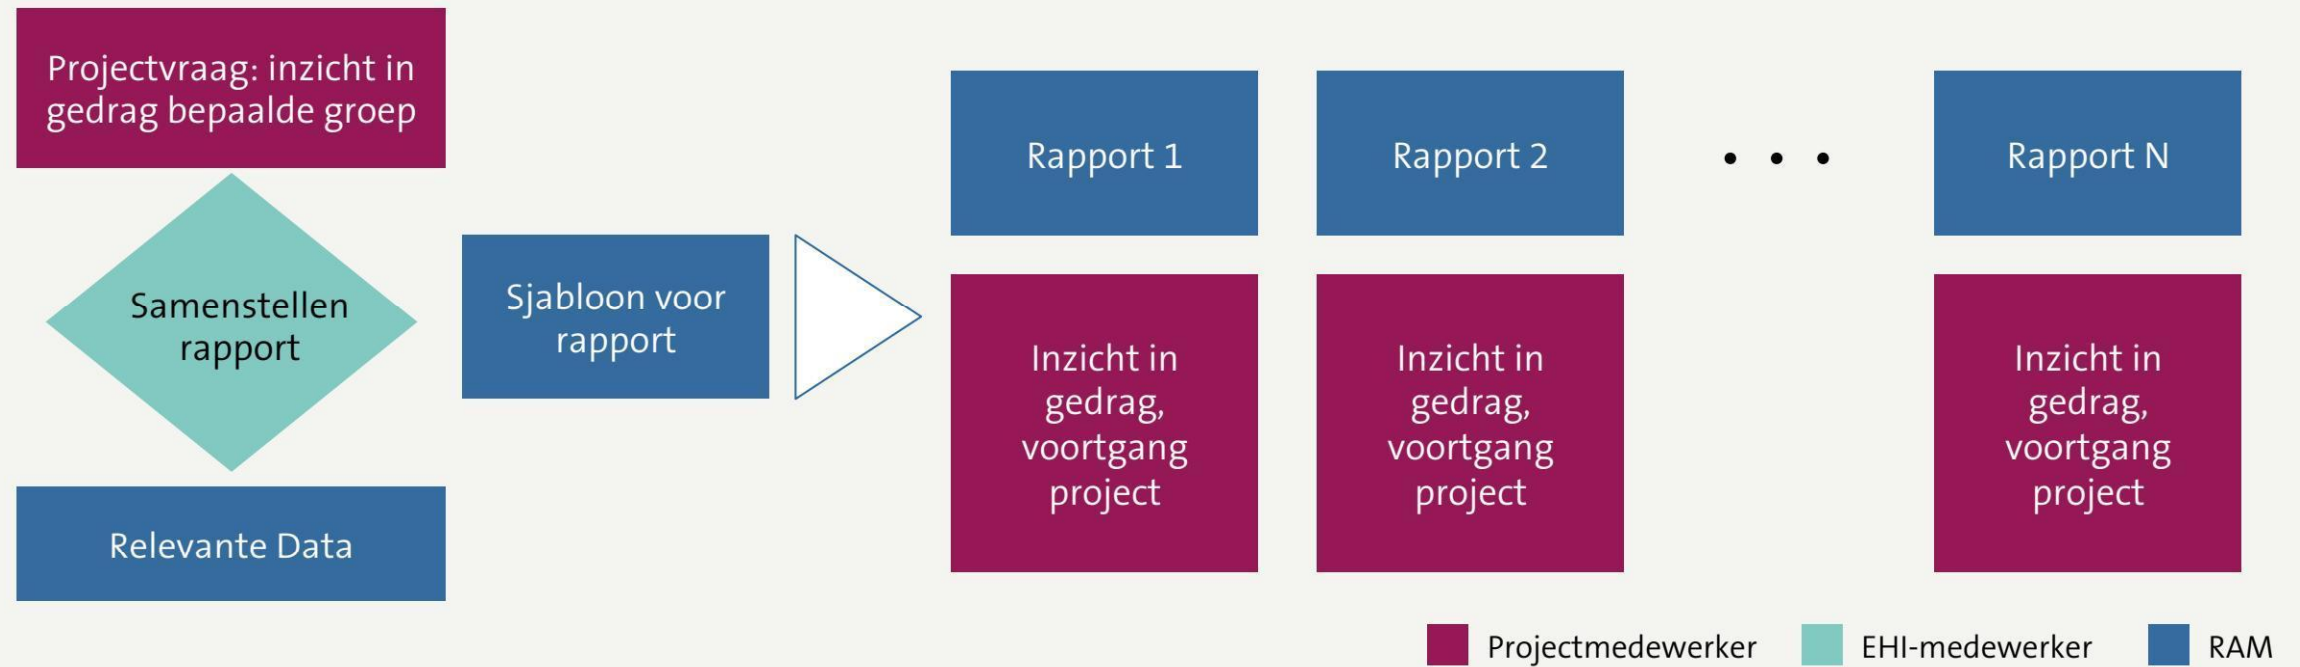 Projectvraag: inzicht in
gedrag bepaalde groep
Samenstellen
rapport
Relevante Data
Sjabloon voor
rapport
Rapport 1
Rapport 2
• • •
Rapport N
Inzicht in
gedrag,
voortgang
project
Inzicht in
gedrag,
voortgang
project
Inzicht in
gedrag,
voortgang
project
Projectmedewerker
EHI-medewerker
RAM